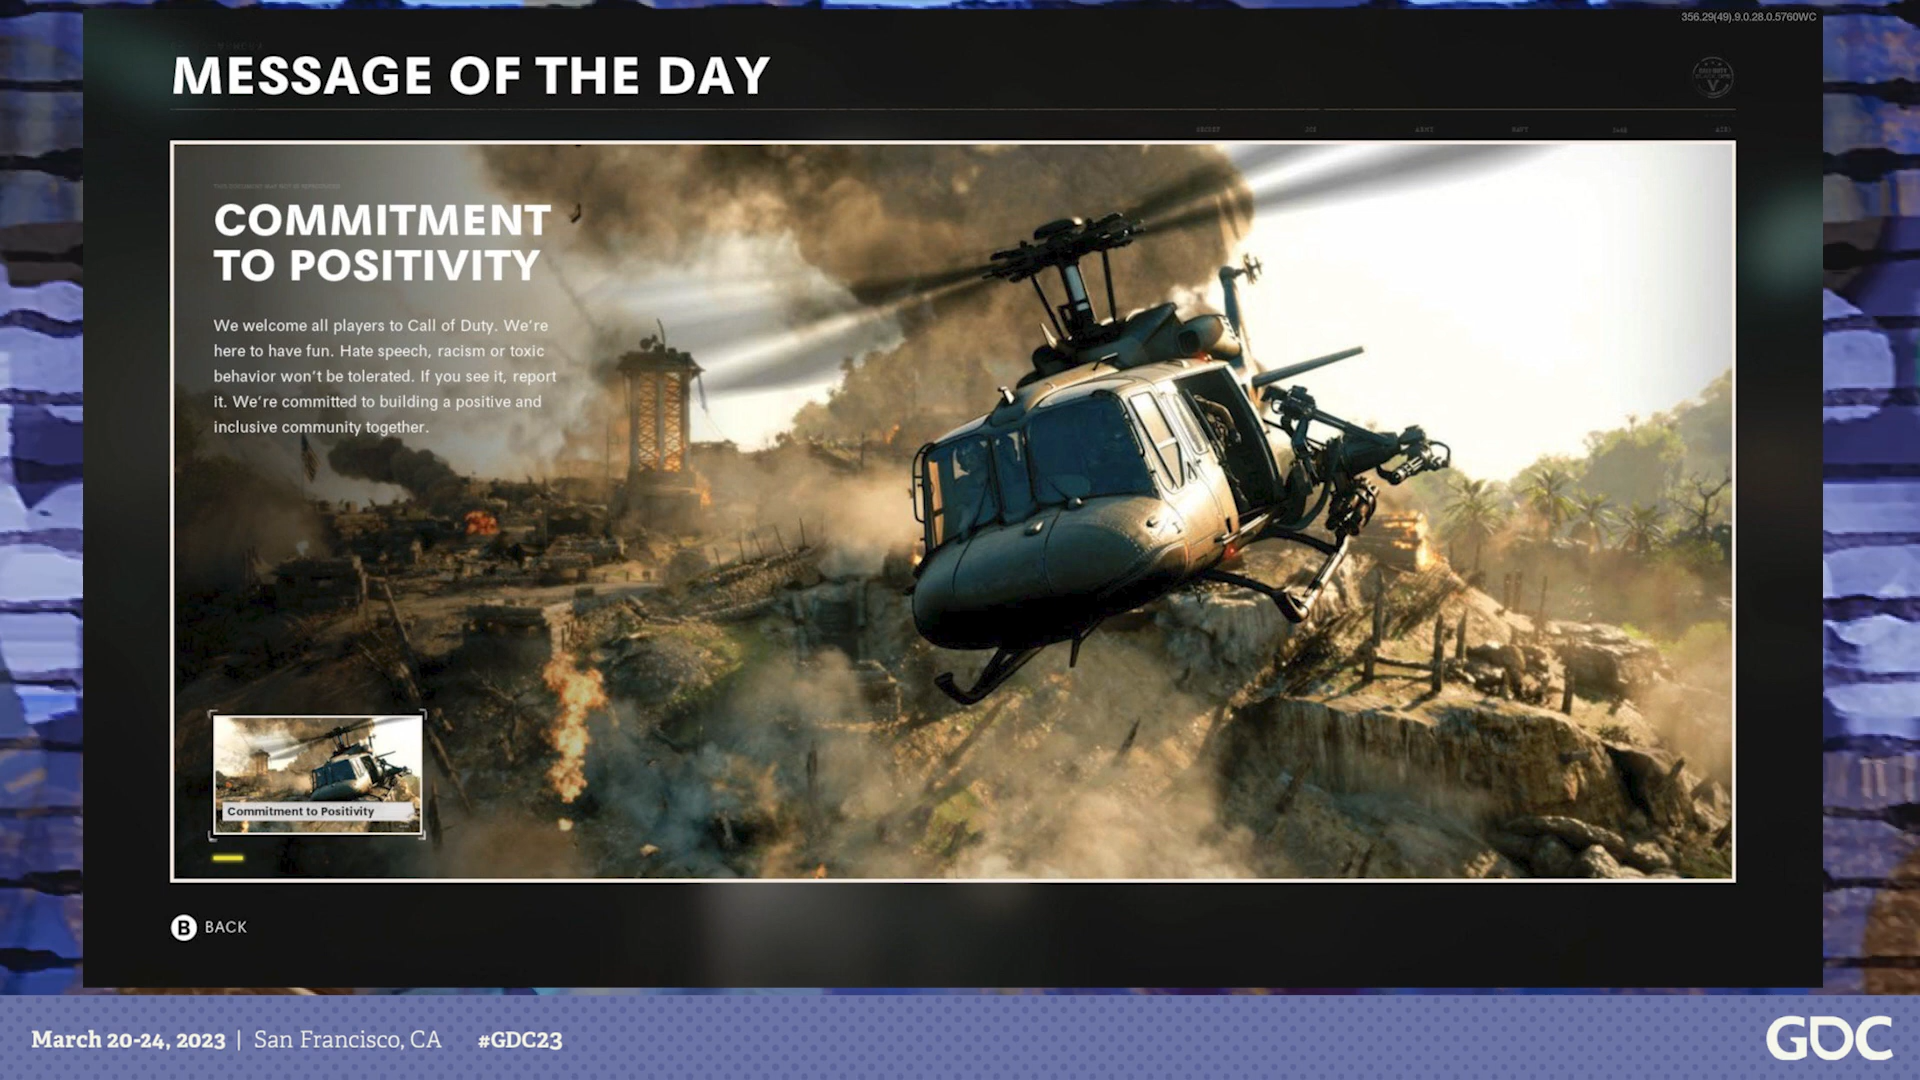 356.29(49).9.0.28.0.5760WC
MESSAGE OF THE DAY
SECRET
ARMY
NAVY
COMMITMENT
TO POSITIVITY
We welcome all players to Call of Duty. We're
here to have fun. Hate speech, racism or toxic
behavior won't be tolerated. If you see it, report
it. We're committed to building a positive and
inclusive community together.
Commitment to Positivity
B BACK
March 20-24, 2023 | San Francisco, CA #GDC23
GDC